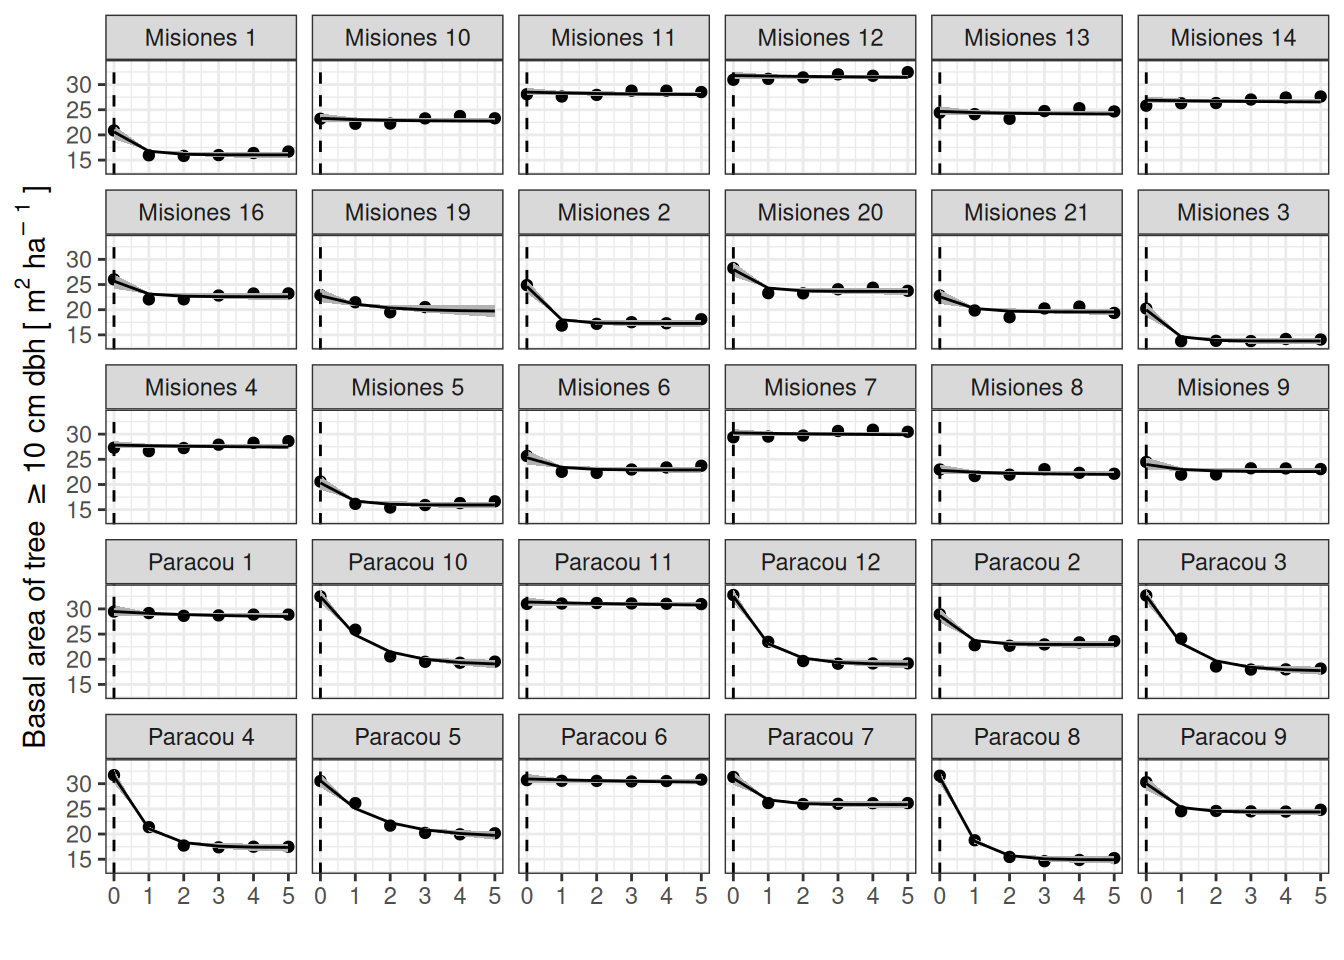 Misiones 1 Misiones 10 Misiones 11 Misiones 12 Misiones 13 Misiones 14
30
25
20
15
Misiones 16 Misiones 19 Misiones 2 Misiones 20 Misiones 21 Misiones 3
30
25
20
15
Misiones 4 Misiones 5 Misiones 6 Misiones 7 Misiones 8 Misiones 9
30
25
20
15
Paracou 1 Paracou 10 Paracou 11 Paracou 12 Paracou 2 Paracou 3
30
25
20
15
Paracou 4 Paracou 5 Paracou 6 Paracou 7 Paracou 8 Paracou 9
30
25
20
15
0 1 2 3 4 5 0 1 2 3 4 5 0 1 2 3 4 5 0 1 2 3 4 5 0 1 2 3 4 5 0 1 2 3 4 5
Basal area of tree ≥ 10 cm dbh [ m² ha⁻¹ ]